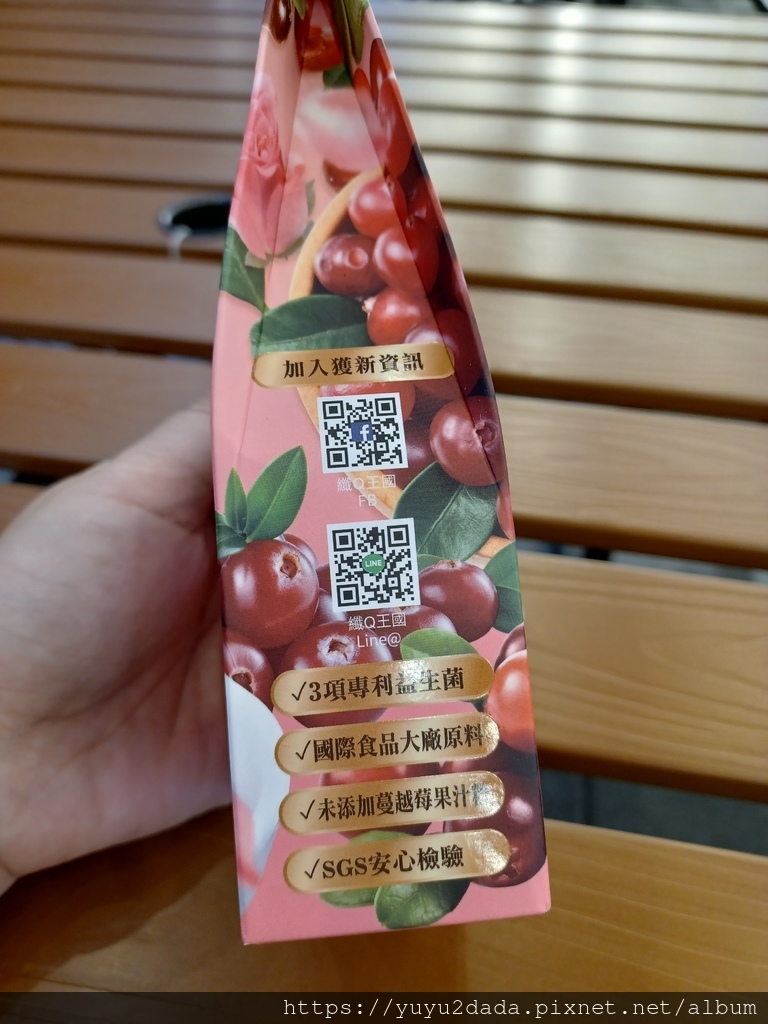 加入獲新資訊
纖Q王國
FB
LINE
纖Q王國
Line@
✓3項專利益生菌
✓國際食品大廠原料
✓未添加蔓越莓果汁粉
✓SGS安心檢驗
https://yuyu2dada.pixnet.net/album